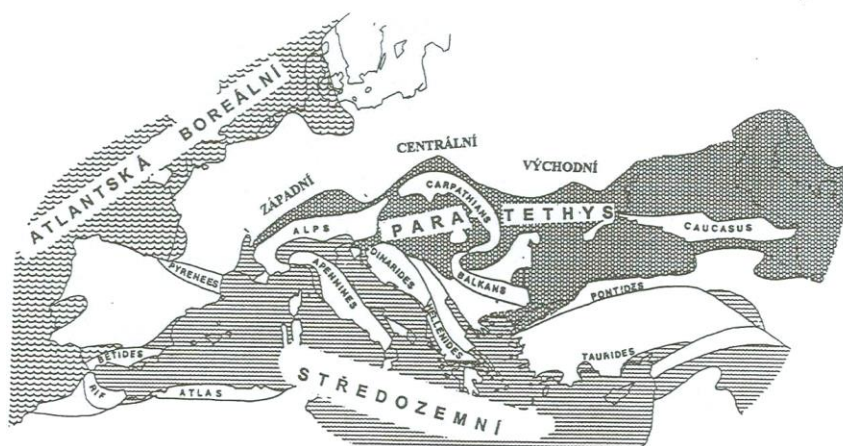 ATLANTSKÁ BOREÁLNÍ
ZÁPADNÍ
CENTRÁLNÍ
VÝCHODNÍ
CARPATHIANS
PARA TETHYS
ALPS
CAUCASUS
DINARIDES
BALKANS
PYRENEES
APENNIMES
HELLENIDES
PONTIDES
TAURIDES
BETIDES
RIF
ATLAS
STŘEDOZEMNÍ